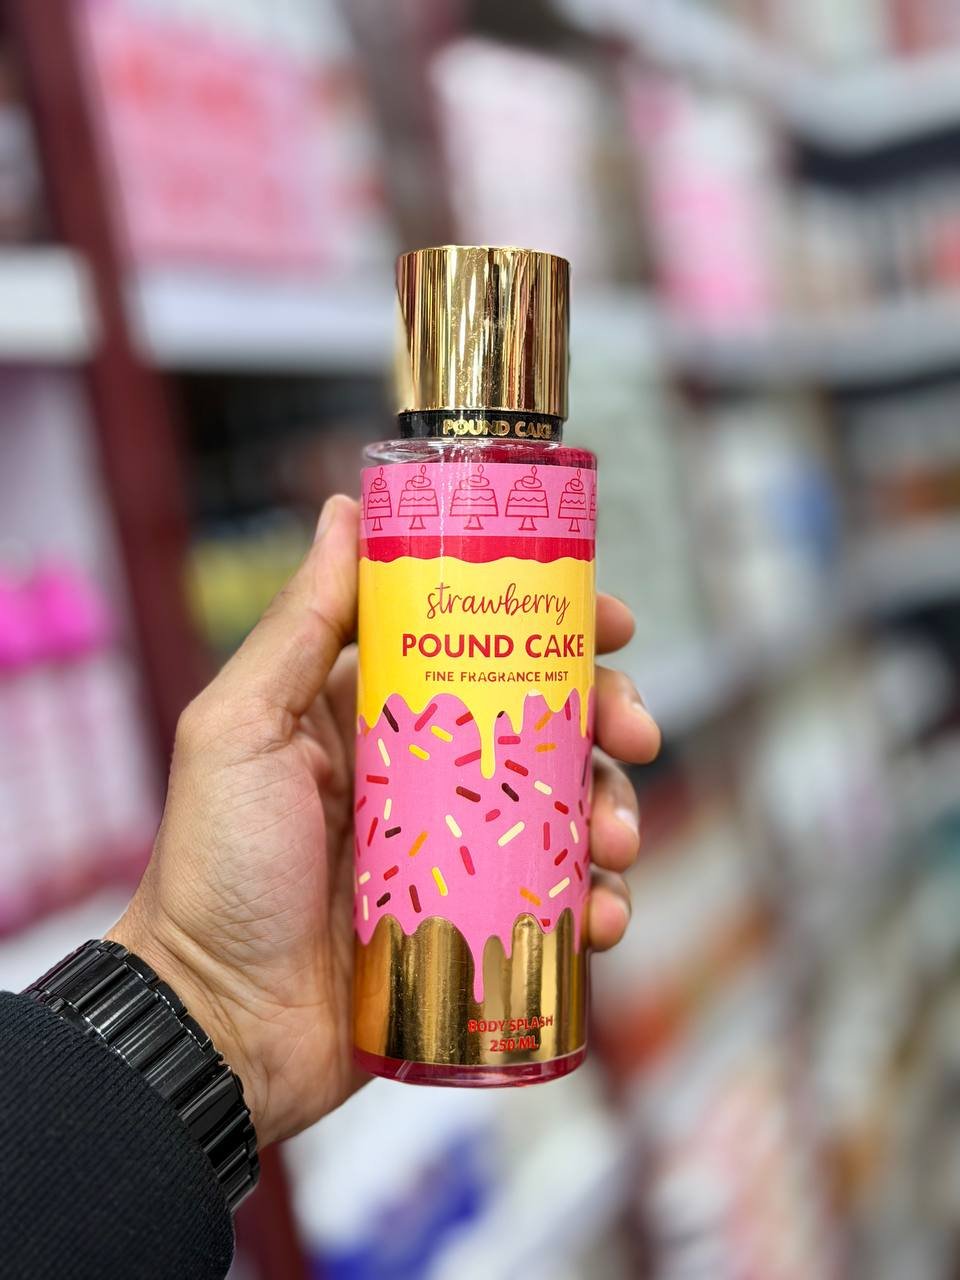 POUND CAKE
strawberry
POUND CAKE
FINE FRAGRANCE MIST
BODY SPLASH
250 ML